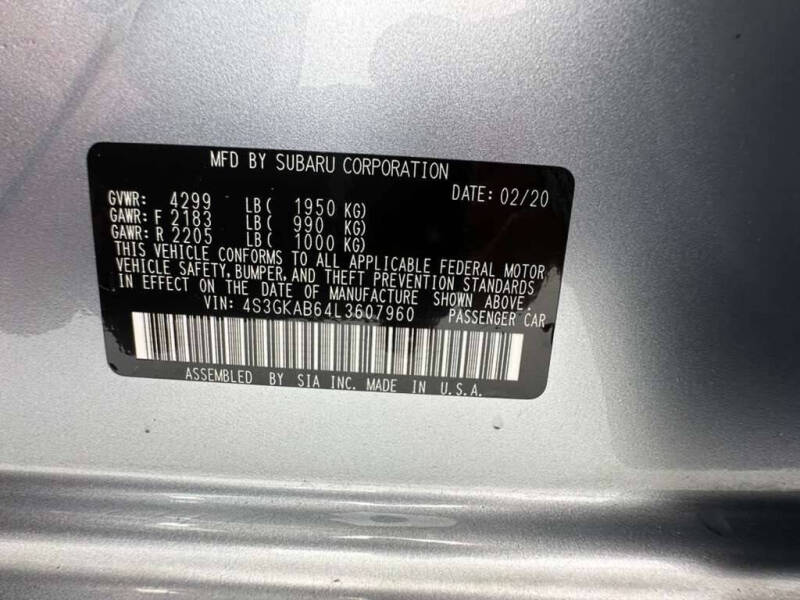 MFD BY SUBARU CORPORATION
DATE: 02/20
GVWR: 4299 LB( 1950 KG)
GAWR: F 2183 LB( 990 KG)
GAWR: R 2205 LB( 1000 KG)
THIS VEHICLE CONFORMS TO ALL APPLICABLE FEDERAL MOTOR
VEHICLE SAFETY, BUMPER, AND THEFT PREVENTION STANDARDS
IN EFFECT ON THE DATE OF MANUFACTURE SHOWN ABOVE.
VIN: 4S3GKAB64L3607960 PASSENGER CAR
ASSEMBLED BY SIA INC. MADE IN U.S.A.